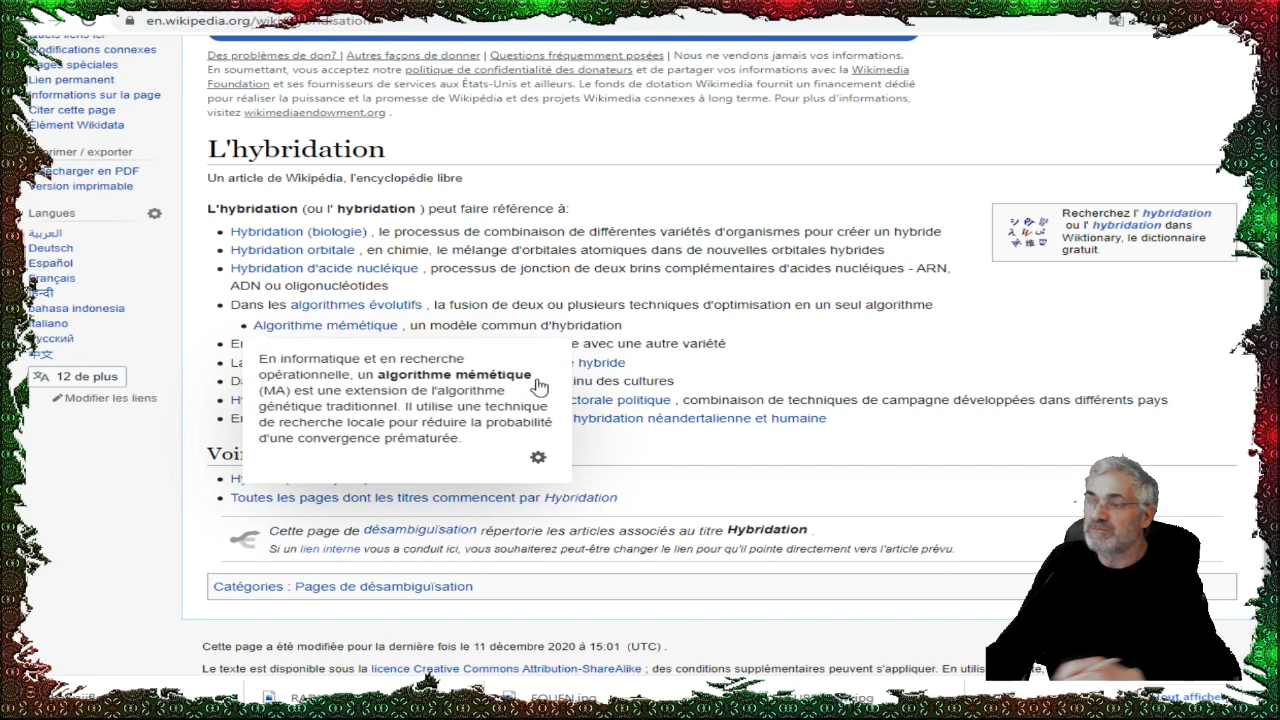 en.wikipedia.org/wiki/
Modifications connexes
Pages spéciales
Lien permanent
Informations sur la page
Citer cette page
Élément Wikidata
/ exporter
Télécharger en PDF
Version imprimable
Langues
العربية
Deutsch
Español
Français
हिन्दी
bahasa indonesia
Italiano
Русский
中文
12 de plus
Modifier les liens
Des problèmes de don? | Autres façons de donner | Questions fréquemment posées | Nous ne vendons jamais vos informations.
En soumettant, vous acceptez notre politique de confidentialité des donateurs et de partager vos informations avec la Wikimedia
Foundation et ses fournisseurs de services aux États-Unis et ailleurs. Le fonds de dotation Wikimedia fournit un financement dédié
pour réaliser la puissance et la promesse de Wikipédia et des projets Wikimedia connexes à long terme. Pour plus d'informations,
visitez wikimediaendowment.org .
L'hybridation
Un article de Wikipédia, l'encyclopédie libre
L'hybridation (ou l' hybridation ) peut faire référence à:
Hybridation (biologie) , le processus de combinaison de différentes variétés d'organismes pour créer un hybride
Hybridation orbitale , en chimie, le mélange d'orbitales atomiques dans de nouvelles orbitales hybrides
Hybridation d'acide nucléique , processus de jonction de deux brins complémentaires d'acides nucléiques - ARN,
ADN ou oligonucléotides
Dans les algorithmes évolutifs , la fusion de deux ou plusieurs techniques d'optimisation en un seul algorithme
Algorithme mémétique , un modèle commun d'hybridation
avec une autre variété
hybride
des cultures
politique , combinaison de techniques de campagne développées dans différents pays
hybridation néandertalienne et humaine
En informatique et en recherche
opérationnelle, un algorithme mémétique
(MA) est une extension de l'algorithme
génétique traditionnel. Il utilise une technique
de recherche locale pour réduire la probabilité
d'une convergence prématurée.
Recherchez l' hybridation
ou l' hybridation dans
Wiktionary, le dictionnaire
gratuit.
Toutes les pages dont les titres commencent par Hybridation
Cette page de désambiguïsation répertorie les articles associés au titre Hybridation .
Si un lien interne vous a conduit ici, vous souhaiterez peut-être changer le lien pour qu'il pointe directement vers l'article prévu.
Catégories : Pages de désambiguïsation
Cette page a été modifiée pour la dernière fois le 11 décembre 2020 à 15:01 (UTC) .
Le texte est disponible sous la licence Creative Commons Attribution-ShareAlike ; des conditions supplémentaires peuvent s'appliquer. En